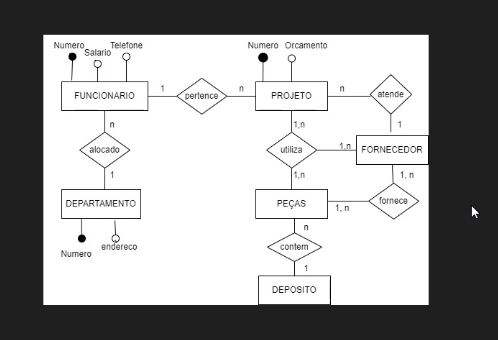 Numero Salario Telefone Numero Orcamento
FUNCIONARIO 1 pertence n PROJETO n atende
n 1,n 1
alocado utiliza 1,n FORNECEDOR
1 1,n 1, n
DEPARTAMENTO PEÇAS 1, n fornece
Numero endereco n
contem
1
DEPOSITO